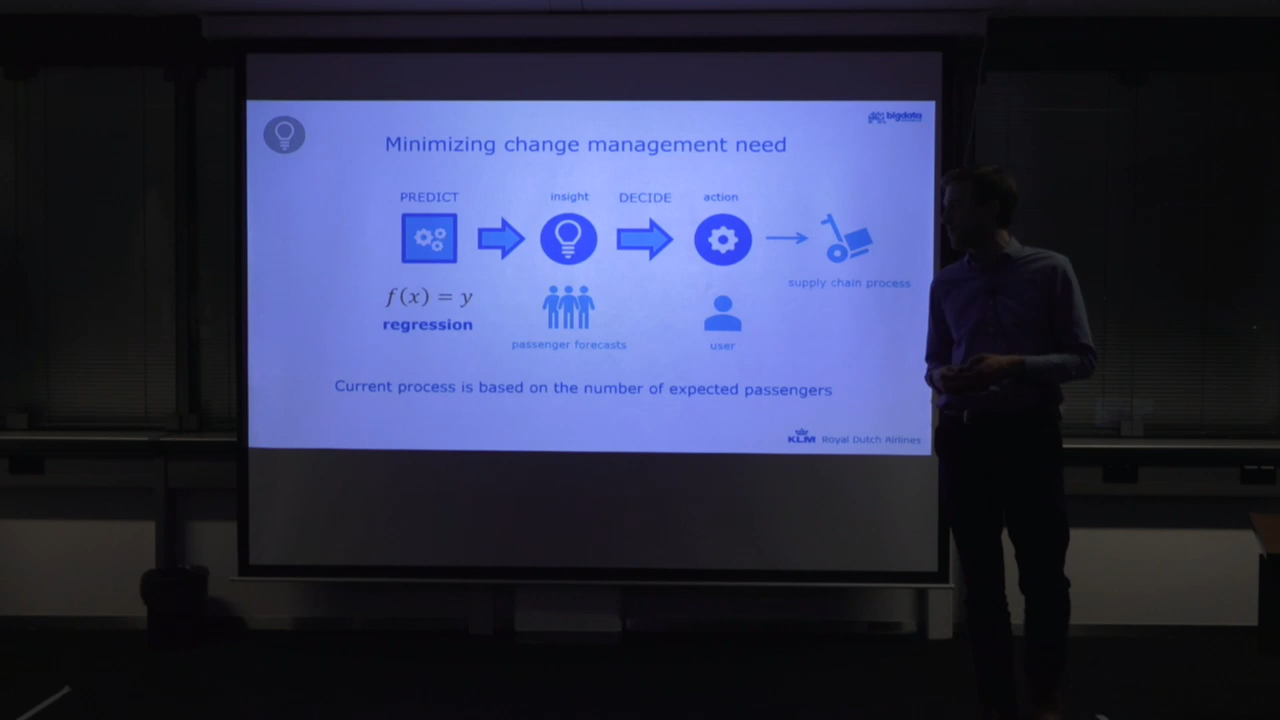 bigdata
Minimizing change management need
PREDICT
insight
DECIDE
action
f(x) = y
regression
passenger forecasts
user
supply chain process
Current process is based on the number of expected passengers
KLM Royal Dutch Airlines